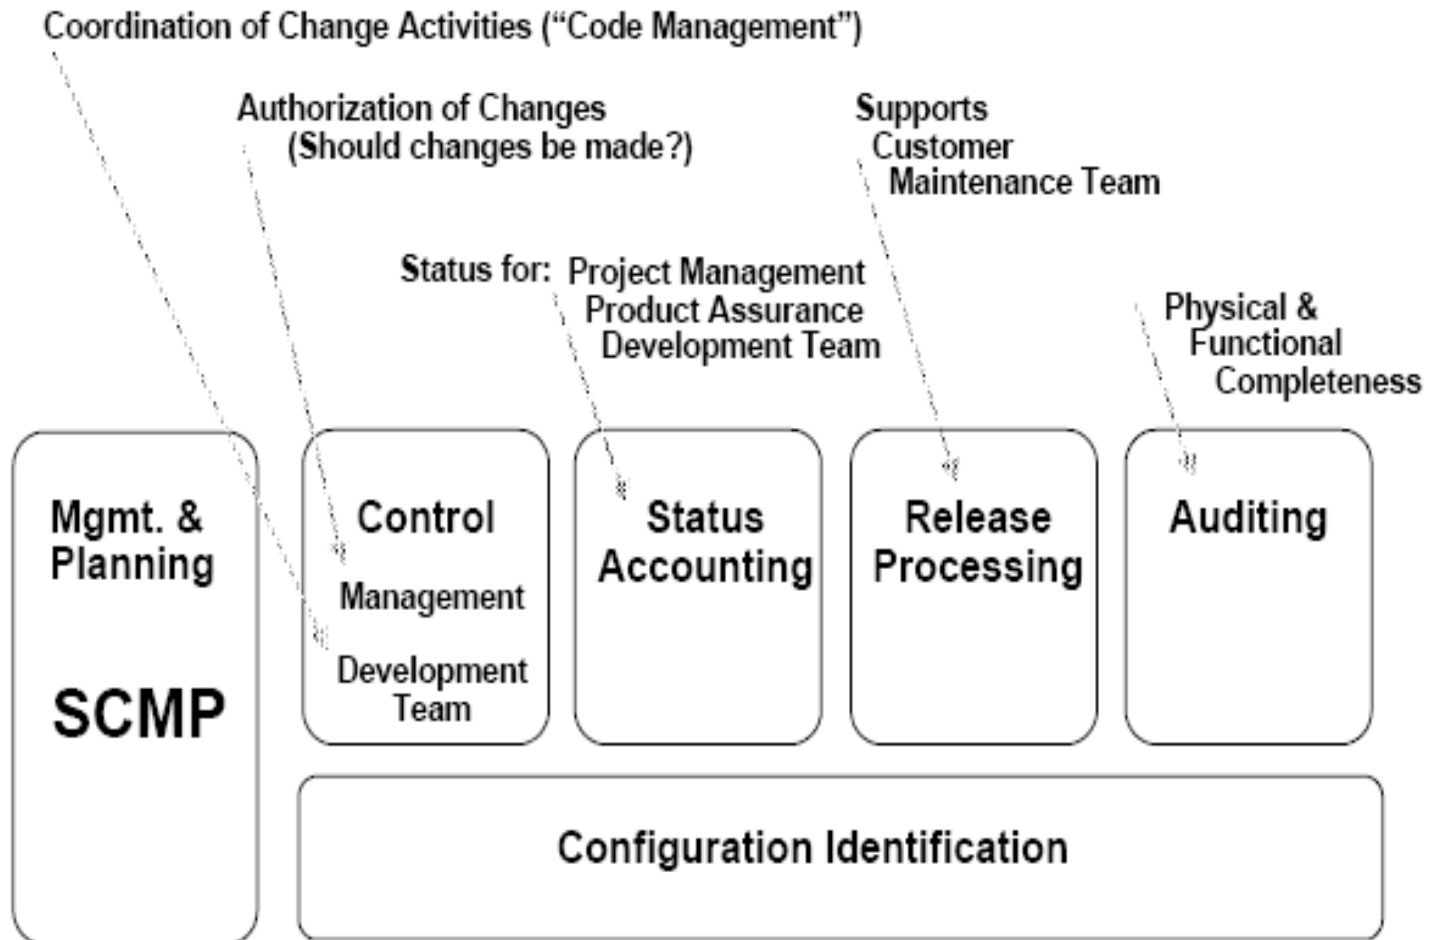 Coordination of Change Activities (“Code Management”)
Authorization of Changes
(Should changes be made?)
Supports
Customer
Maintenance Team
Status for: Project Management
Product Assurance
Development Team
Physical &
Functional
Completeness
Mgmt. &
Planning
SCMP
Control
Management
Development
Team
Status
Accounting
Release
Processing
Auditing
Configuration Identification